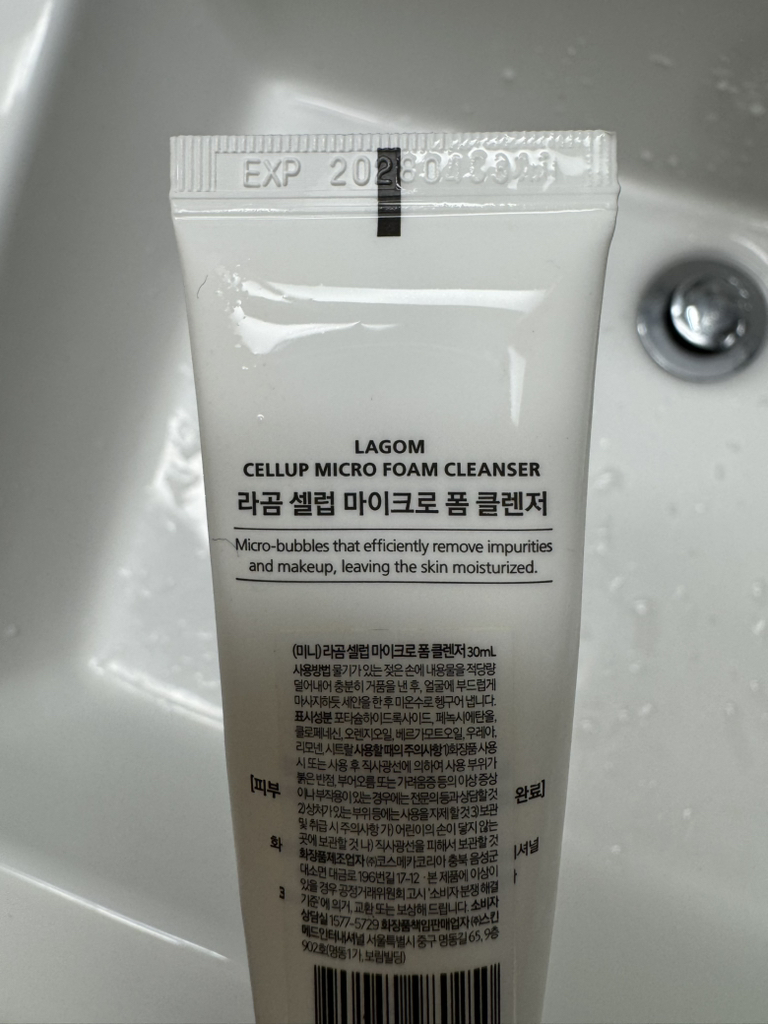 EXP 20280403
LAGOM
CELLUP MICRO FOAM CLEANSER
라곰 셀럽 마이크로 폼 클렌저
Micro-bubbles that efficiently remove impurities
and makeup, leaving the skin moisturized.
(미니) 라곰 셀럽 마이크로 폼 클렌저 30mL
사용방법 물기가 있는 젖은 손에 내용물을 적당량
덜어내어 충분히 거품을 낸 후, 얼굴에 부드럽게
마사지하듯 세안을 한 후 미온수로 헹구어 냅니다.
표시성분 포타슘하이드록사이드, 페녹시에탄올,
클로페네신, 오렌지오일, 베르가모트오일, 우레아,
리모넨, 시트랄 사용할 때의 주의사항 1)화장품 사용
시 또는 사용 후 직사광선에 의하여 사용 부위가
붉은 반점, 부어오름 또는 가려움증 등의 이상 증상
이나 부작용이 있는 경우에는 전문의 등과 상담할 것
2)상처가 있는 부위 등에는 사용을 자제 할 것 3)보관
및 취급 시 주의사항 가) 어린이의 손이 닿지 않는
곳에 보관할 것 나) 직사광선을 피해서 보관할 것
화장품제조업자 ㈜코스메카코리아 충북 음성군
대소면 대금로 196번길 17-12 · 본 제품에 이상이
있을 경우 공정거래위원회 고시 '소비자 분쟁 해결
기준'에 의거, 교환 또는 보상해 드립니다. 소비자
상담실 1577-5729 화장품책임판매업자 ㈜스킨
메드인터내셔널 서울특별시 중구 명동길 65, 9층
902호(명동1가, 보림빌딩)
[피부 완료]
화 셔널